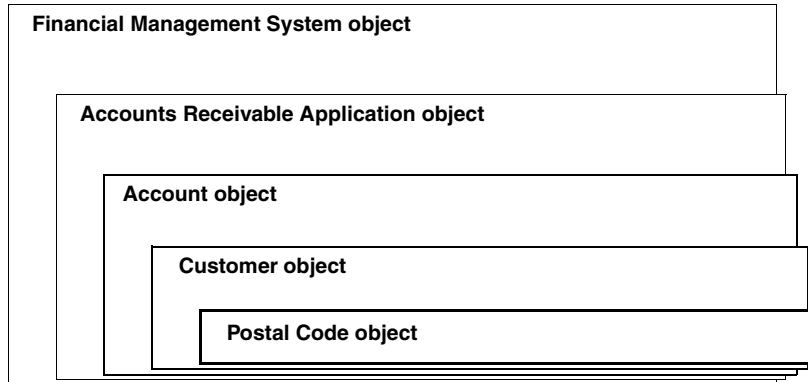 Financial Management System object
Accounts Receivable Application object
Account object
Customer object
Postal Code object